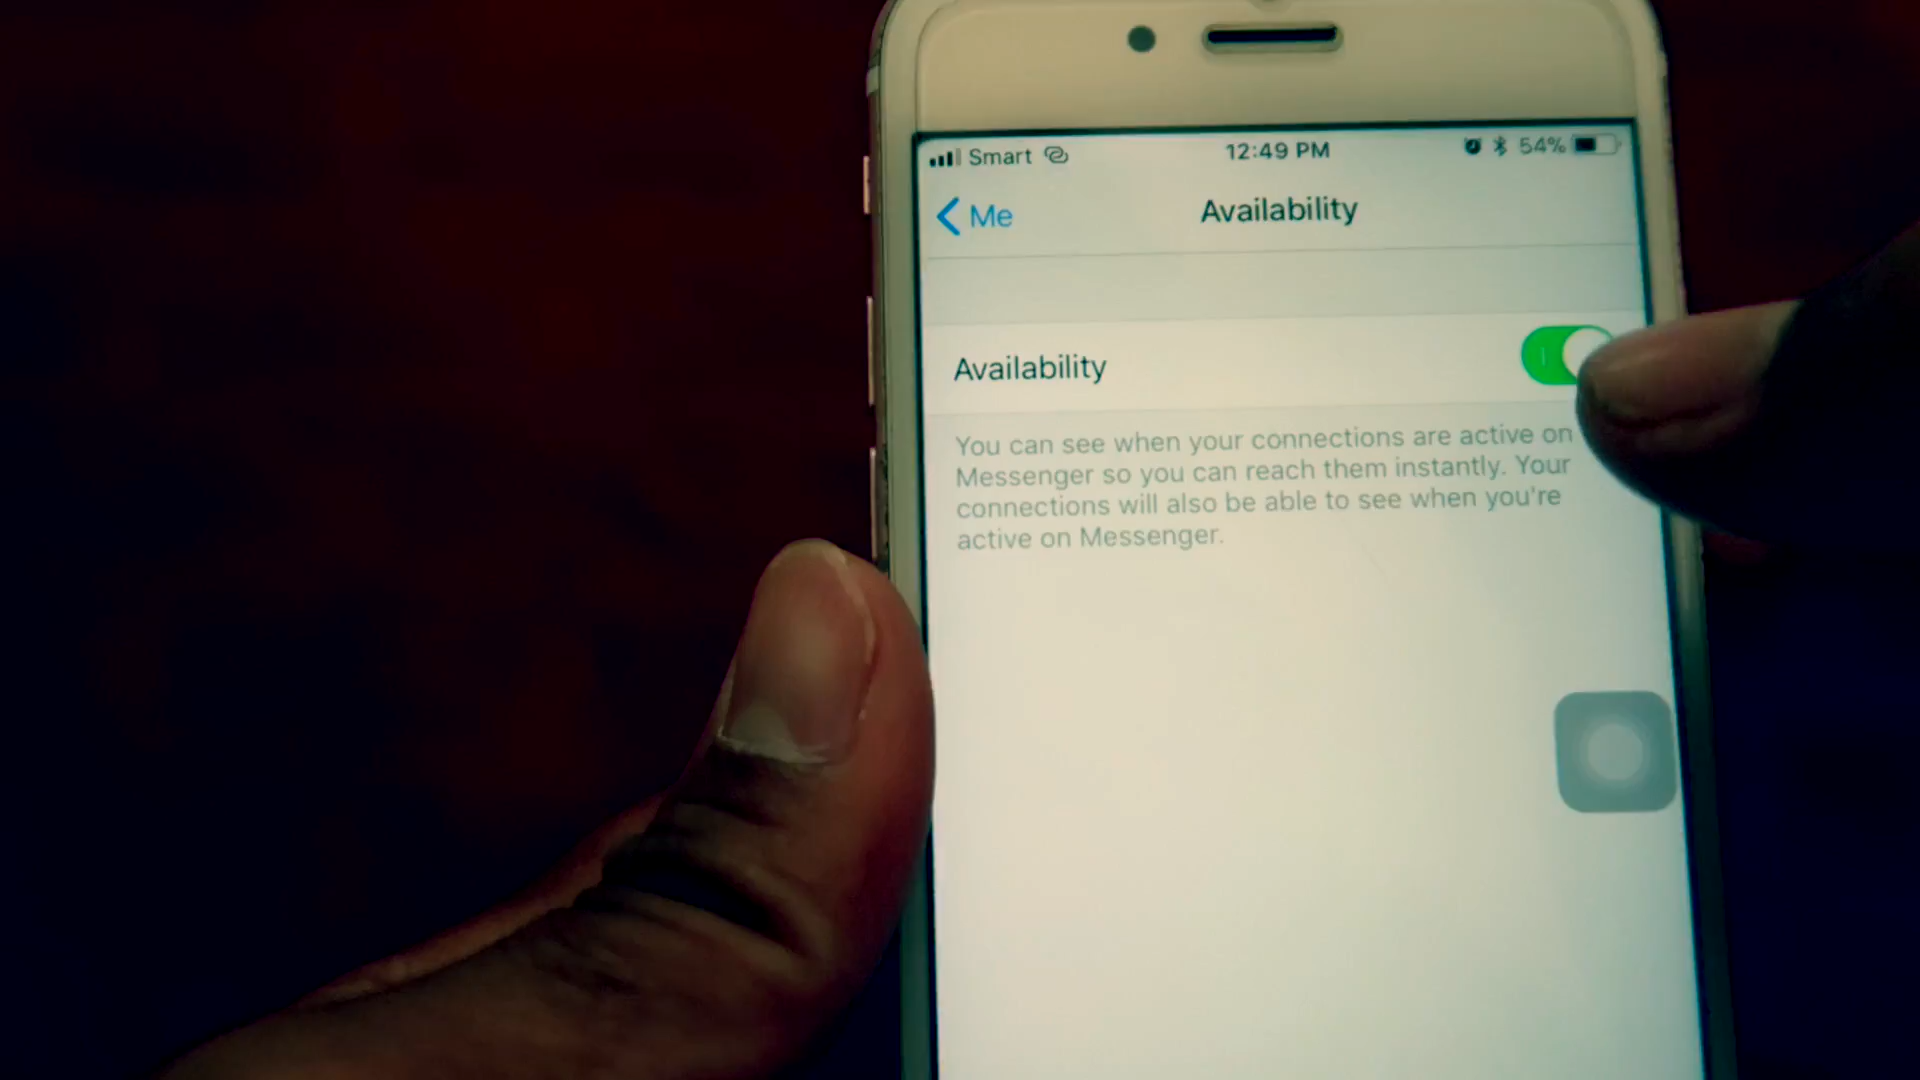 Smart 12:49 PM 54%
Me Availability
Availability
You can see when your connections are active on
Messenger so you can reach them instantly. Your
connections will also be able to see when you're
active on Messenger.